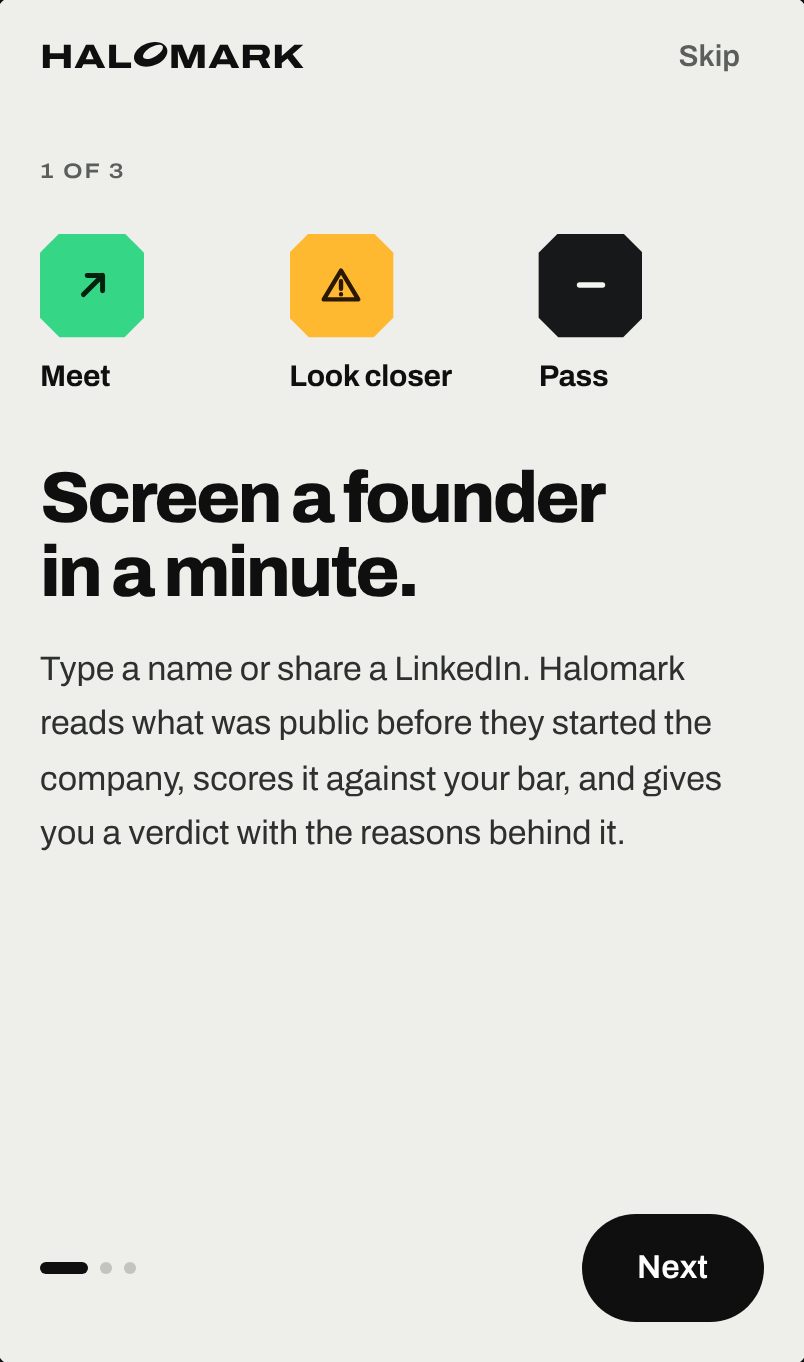 HALOMARK
Skip
1 OF 3
Meet
Look closer
Pass
Screen a founder
in a minute.
Type a name or share a LinkedIn. Halomark
reads what was public before they started the
company, scores it against your bar, and gives
you a verdict with the reasons behind it.
Next